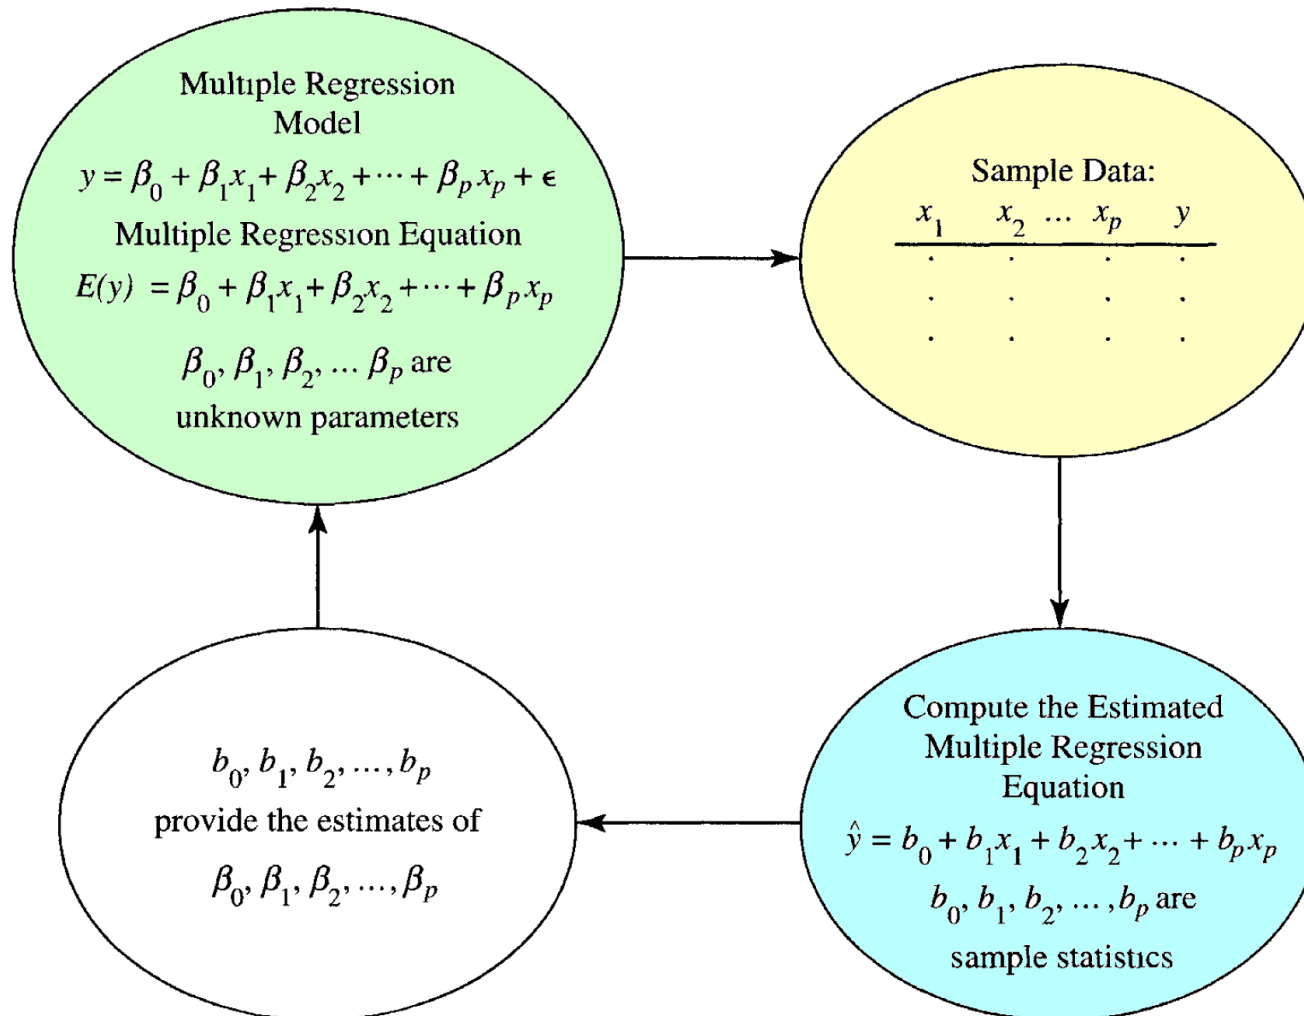 Multiple Regression
Model
y = β₀ + β₁x₁ + β₂x₂ + ··· + βₚxₚ + ϵ
Multiple Regression Equation
E(y) = β₀ + β₁x₁ + β₂x₂ + ··· + βₚxₚ
β₀, β₁, β₂, ... βₚ are
unknown parameters
Sample Data:
x₁ x₂ ... xₚ y
. . . .
. . . .
. . . .
Compute the Estimated
Multiple Regression
Equation
ŷ = b₀ + b₁x₁ + b₂x₂ + ··· + bₚxₚ
b₀, b₁, b₂, ..., bₚ are
sample statistics
b₀, b₁, b₂, ..., bₚ
provide the estimates of
β₀, β₁, β₂, ..., βₚ